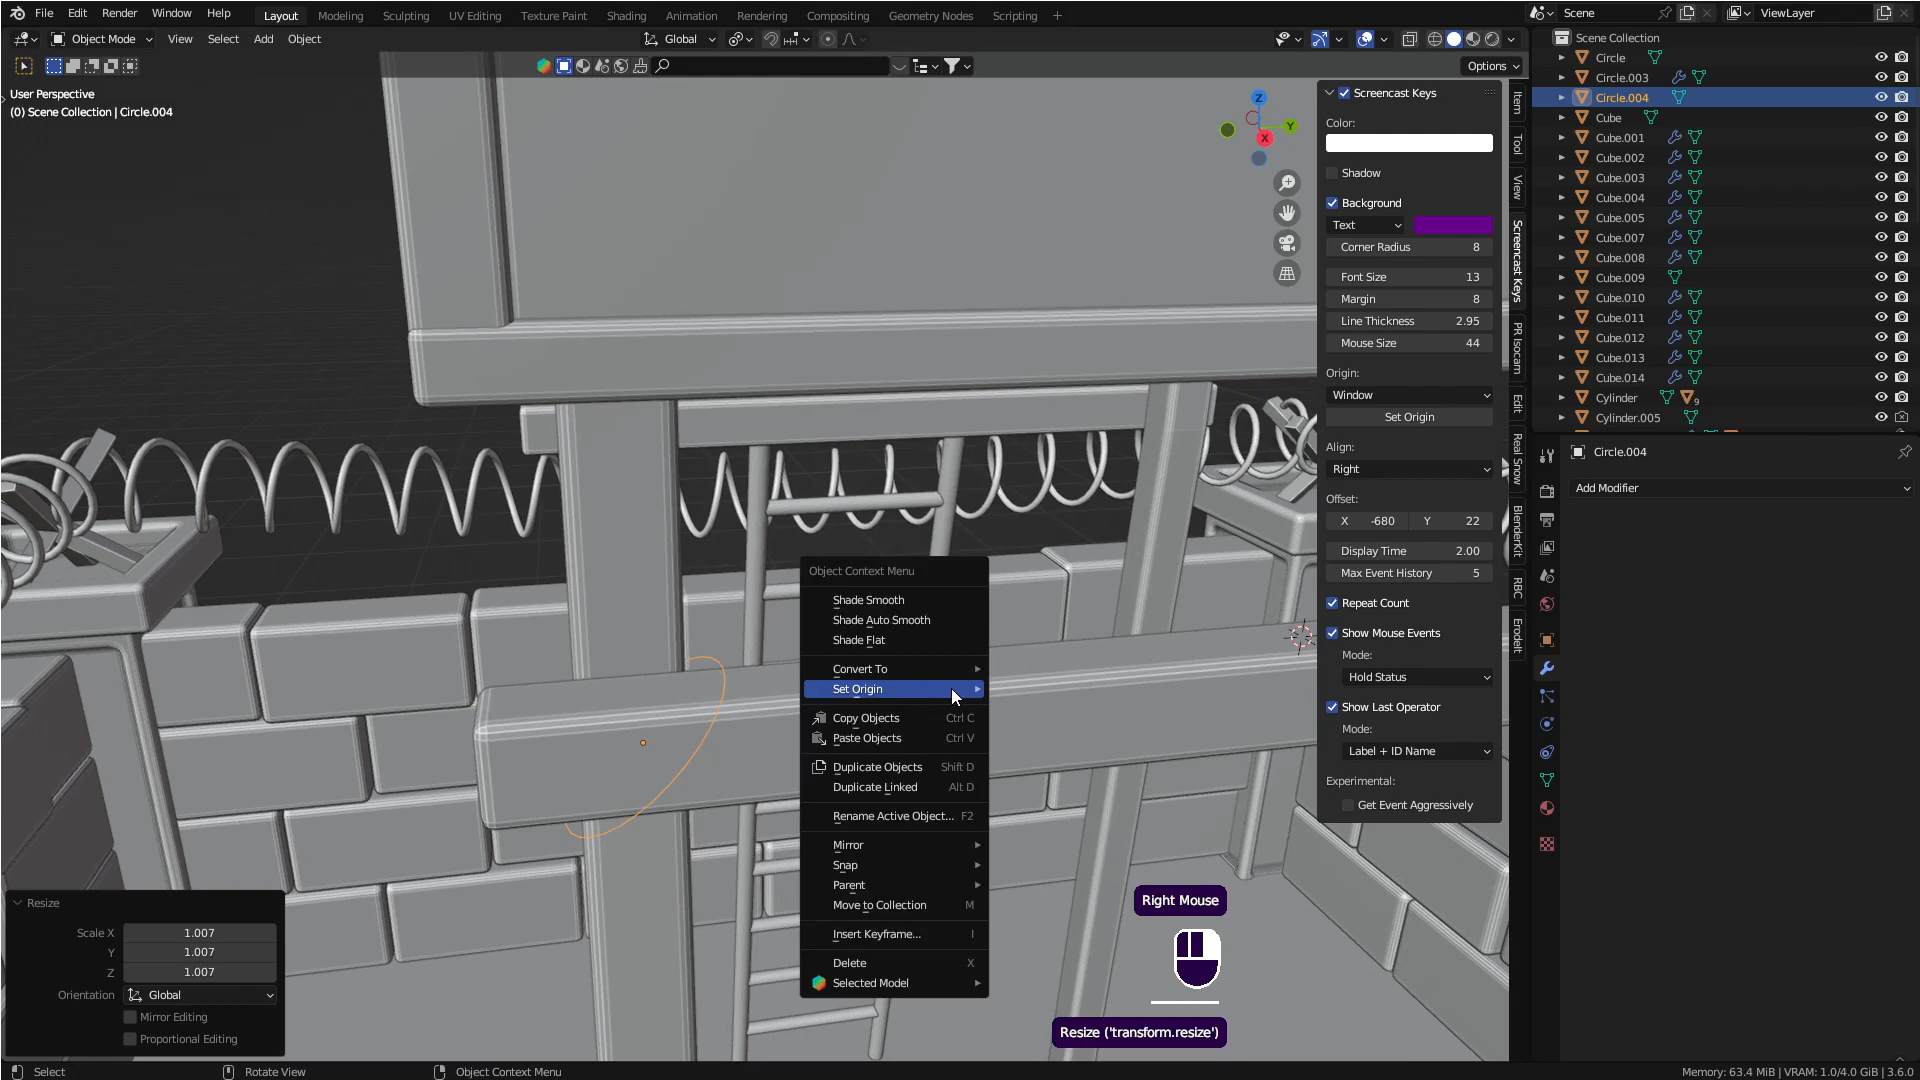 File Edit Render Window Help Layout Modeling Sculpting UV Editing Texture Paint Shading Animation Rendering Compositing Geometry Nodes Scripting + Scene ViewLayer
Object Mode View Select Add Object Global
Options
User Perspective
(0) Scene Collection | Circle.004
Z
Y
X
Screencast Keys
Color:
Shadow
Background
Text
Corner Radius 8
Font Size 13
Margin 8
Line Thickness 2.95
Mouse Size 44
Origin:
Window
Set Origin
Align:
Right
Offset:
X -680 Y 22
Display Time 2.00
Max Event History 5
Repeat Count
Show Mouse Events
Mode:
Hold Status
Show Last Operator
Mode:
Label + ID Name
Experimental:
Get Event Aggressively
Item
Tool
View
Screencast Keys
PR Isocam
Edit
Real Snow
BlenderKit
RBC
Erodelt
Scene Collection
Circle
Circle.003
Circle.004
Cube
Cube.001
Cube.002
Cube.003
Cube.004
Cube.005
Cube.007
Cube.008
Cube.009
Cube.010
Cube.011
Cube.012
Cube.013
Cube.014
Cylinder 9
Cylinder.005
Circle.004
Add Modifier
Object Context Menu
Shade Smooth
Shade Auto Smooth
Shade Flat
Convert To
Set Origin
Copy Objects Ctrl C
Paste Objects Ctrl V
Duplicate Objects Shift D
Duplicate Linked Alt D
Rename Active Object... F2
Mirror
Snap
Parent
Move to Collection M
Insert Keyframe... I
Delete X
Selected Model
Right Mouse
Resize ('transform.resize')
Resize
Scale X 1.007
Y 1.007
Z 1.007
Orientation Global
Mirror Editing
Proportional Editing
Select Rotate View Object Context Menu Memory: 63.4 MiB | VRAM: 1.0/4.0 GiB | 3.6.0